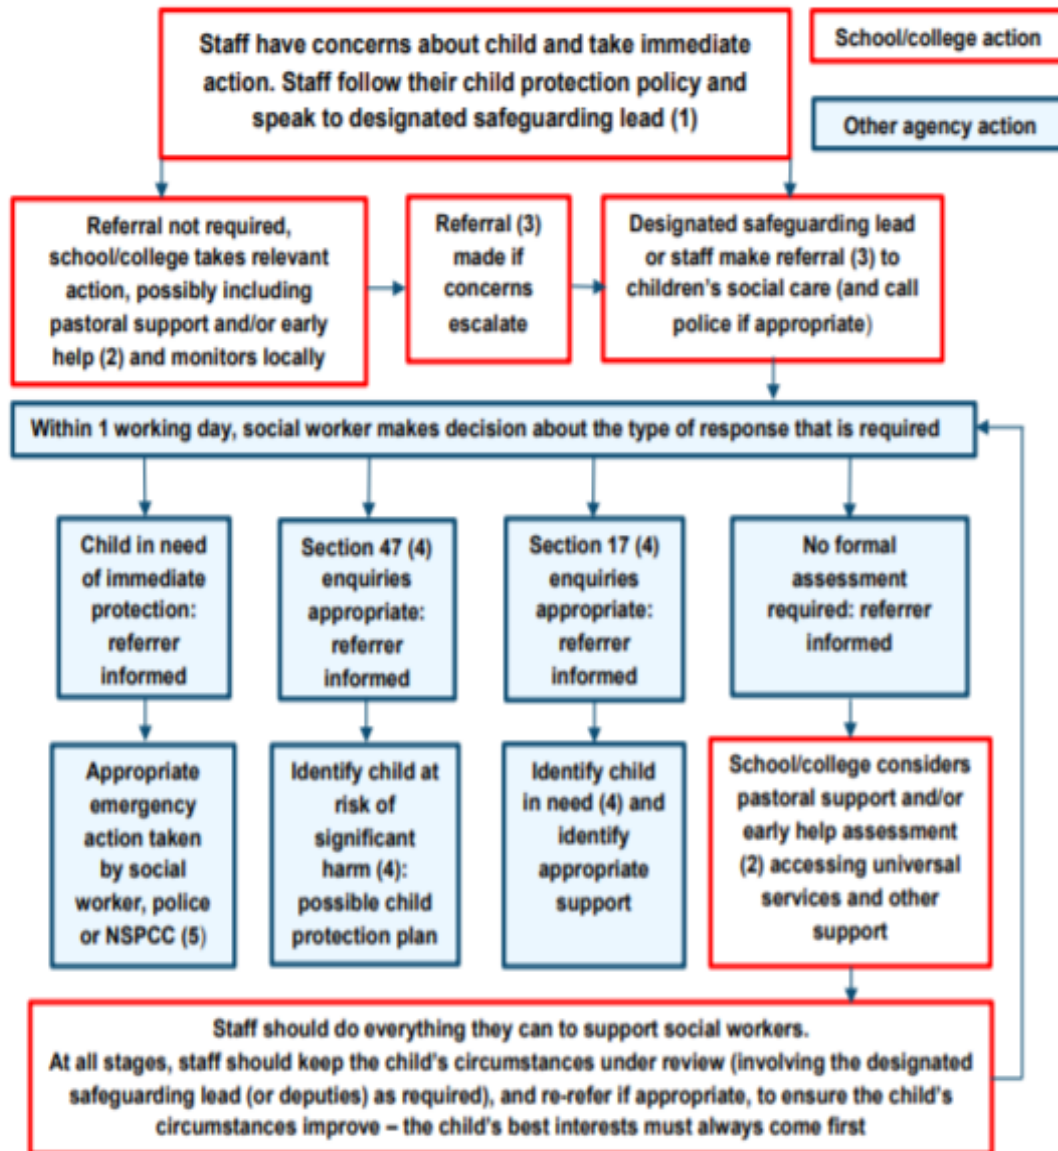 Staff have concerns about child and take immediate
action. Staff follow their child protection policy and
speak to designated safeguarding lead (1)
School/college action
Other agency action
Referral not required,
school/college takes relevant
action, possibly including
pastoral support and/or early
help (2) and monitors locally
Referral (3)
made if
concerns
escalate
Designated safeguarding lead
or staff make referral (3) to
children's social care (and call
police if appropriate)
Within 1 working day, social worker makes decision about the type of response that is required
Child in need
of immediate
protection:
referrer
informed
Section 47 (4)
enquiries
appropriate:
referrer
informed
Section 17 (4)
enquiries
appropriate:
referrer
informed
No formal
assessment
required: referrer
informed
Appropriate
emergency
action taken
by social
worker, police
or NSPCC (5)
Identify child at
risk of
significant
harm (4):
possible child
protection plan
Identify child
in need (4) and
identify
appropriate
support
School/college considers
pastoral support and/or
early help assessment
(2) accessing universal
services and other
support
Staff should do everything they can to support social workers.
At all stages, staff should keep the child's circumstances under review (involving the designated
safeguarding lead (or deputies) as required), and re-refer if appropriate, to ensure the child's
circumstances improve – the child's best interests must always come first